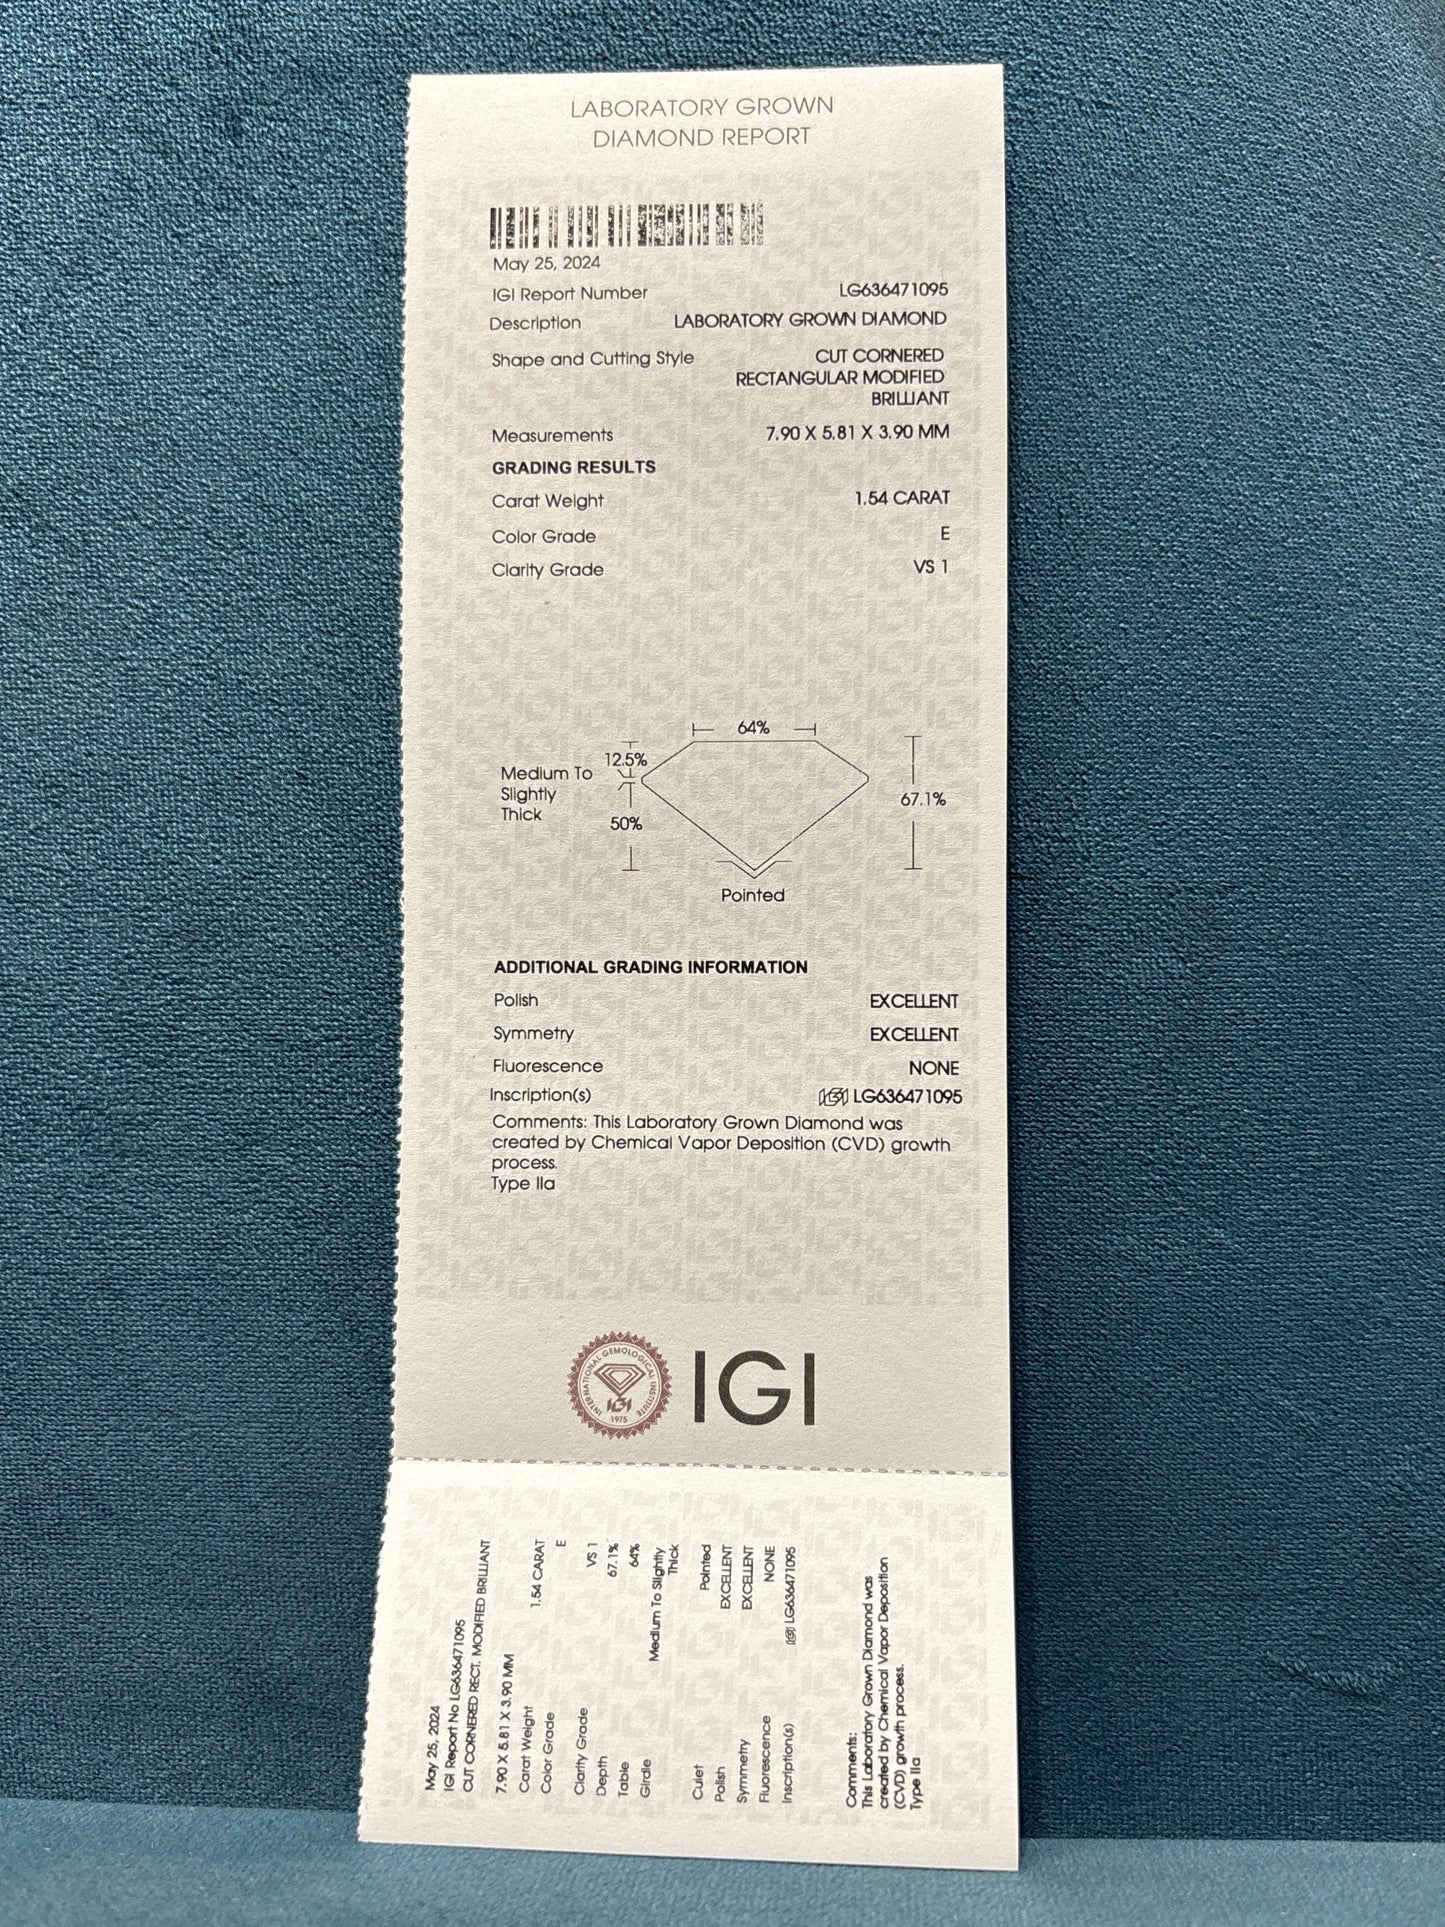 LABORATORY GROWN
DIAMOND REPORT
May 25, 2024
IGI Report Number LG636471095
Description LABORATORY GROWN DIAMOND
Shape and Cutting Style CUT CORNERED
RECTANGULAR MODIFIED
BRILLIANT
Measurements 7.90 X 5.81 X 3.90 MM
GRADING RESULTS
Carat Weight 1.54 CARAT
Color Grade E
Clarity Grade VS 1
64%
12.5%
Medium To
Slightly
Thick
50%
67.1%
Pointed
ADDITIONAL GRADING INFORMATION
Polish EXCELLENT
Symmetry EXCELLENT
Fluorescence NONE
Inscription(s) IGI LG636471095
Comments: This Laboratory Grown Diamond was
created by Chemical Vapor Deposition (CVD) growth
process.
Type IIa
INTERNATIONAL GEMOLOGICAL INSTITUTE
IGI
1975
IGI
May 25, 2024
IGI Report No LG636471095
CUT CORNERED RECT. MODIFIED BRILLIANT
7.90 X 5.81 X 3.90 MM
Carat Weight 1.54 CARAT
Color Grade E
Clarity Grade VS 1
Depth 67.1%
Table 64%
Girdle Medium To Slightly
Thick
Culet Pointed
Polish EXCELLENT
Symmetry EXCELLENT
Fluorescence NONE
Inscription(s) IGI LG636471095
Comments:
This Laboratory Grown Diamond was
created by Chemical Vapor Deposition
(CVD) growth process.
Type IIa